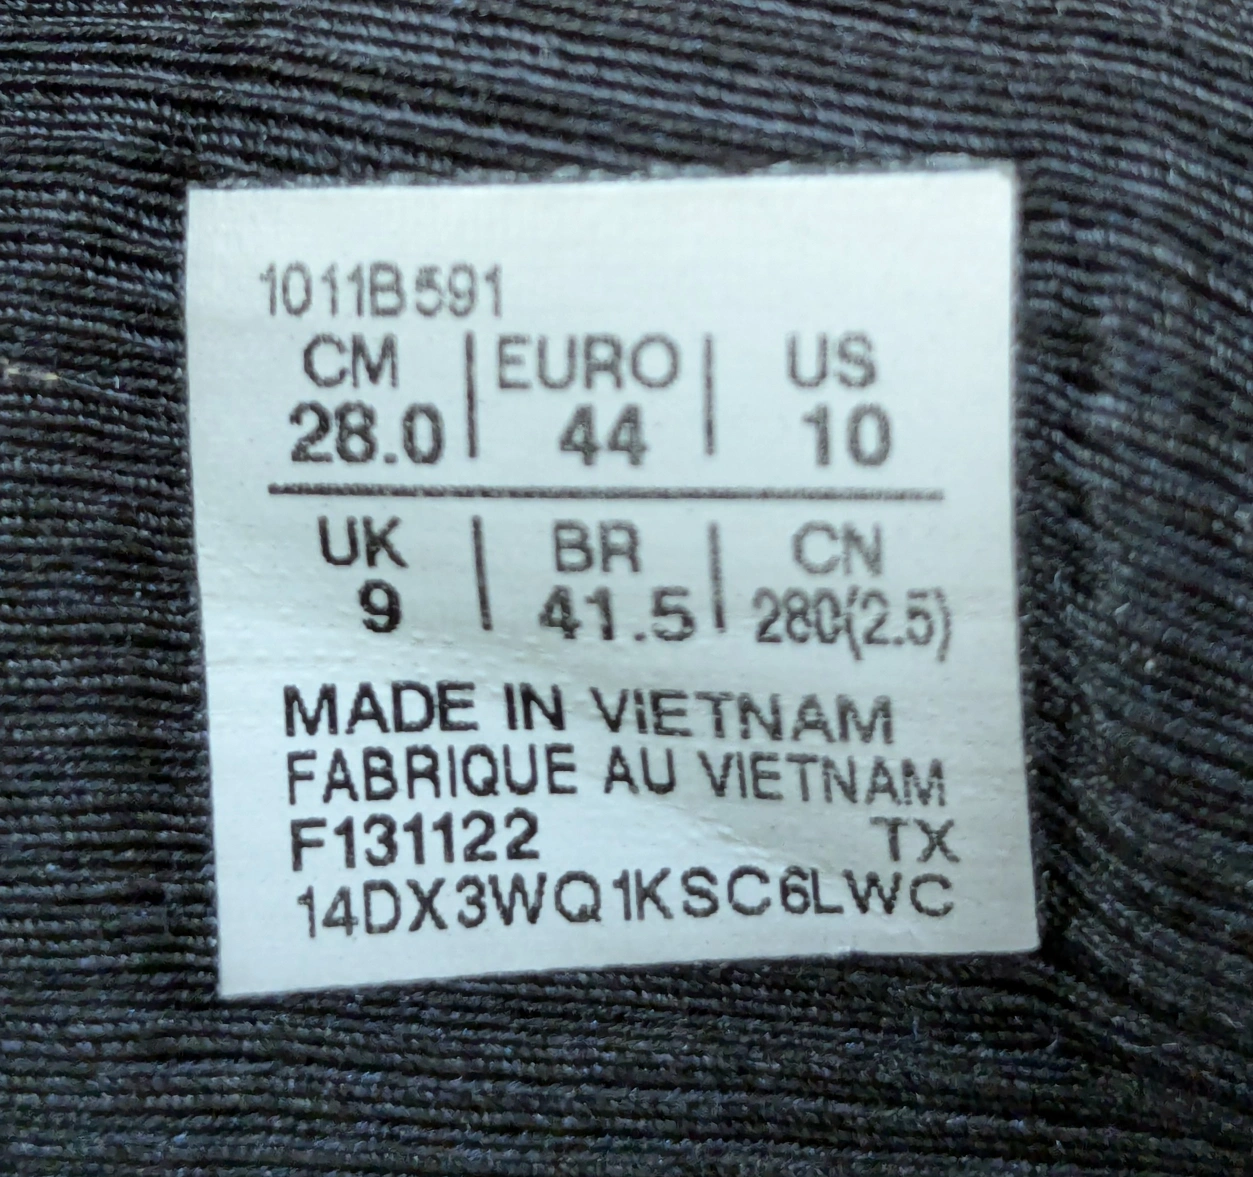 1011B591
CM | EURO | US
28.0 | 44 | 10
UK | BR | CN
9 | 41.5 | 280(2.5)
MADE IN VIETNAM
FABRIQUE AU VIETNAM
F131122 TX
14DX3WQ1KSC6LWC